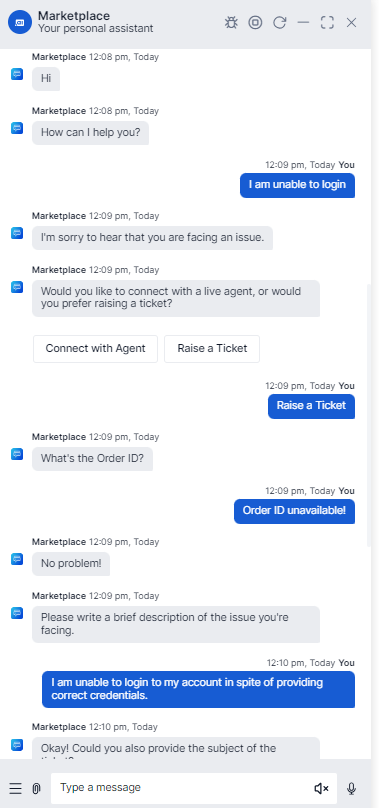 Marketplace
Your personal assistant
Marketplace 12:08 pm, Today
Hi
Marketplace 12:08 pm, Today
How can I help you?
12:09 pm, Today You
I am unable to login
Marketplace 12:09 pm, Today
I'm sorry to hear that you are facing an issue.
Marketplace 12:09 pm, Today
Would you like to connect with a live agent, or would
you prefer raising a ticket?
Connect with Agent Raise a Ticket
12:09 pm, Today You
Raise a Ticket
Marketplace 12:09 pm, Today
What's the Order ID?
12:09 pm, Today You
Order ID unavailable!
Marketplace 12:09 pm, Today
No problem!
Marketplace 12:09 pm, Today
Please write a brief description of the issue you're
facing.
12:10 pm, Today You
I am unable to login to my account in spite of providing
correct credentials.
Marketplace 12:10 pm, Today
Okay! Could you also provide the subject of the
Type a message